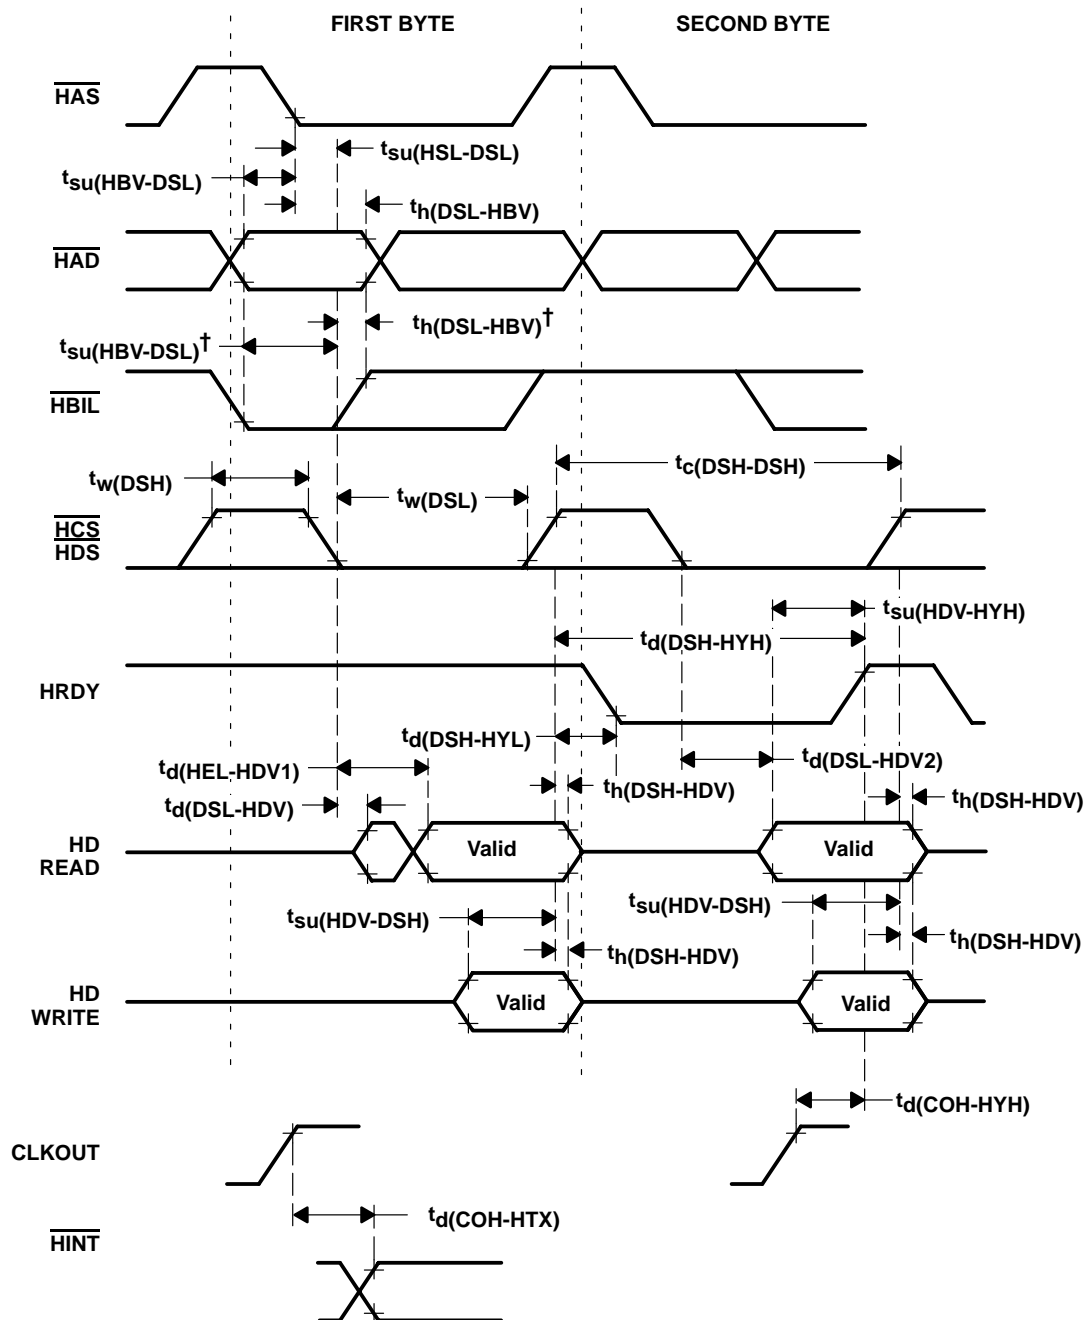 FIRST BYTE SECOND BYTE
HAS
tsu(HSL-DSL)
tsu(HBV-DSL)
th(DSL-HBV)
HAD
th(DSL-HBV)†
tsu(HBV-DSL)†
HBIL
tc(DSH-DSH)
tw(DSH)
tw(DSL)
HCS
HDS
tsu(HDV-HYH)
td(DSH-HYH)
HRDY
td(DSH-HYL)
td(HEL-HDV1) td(DSL-HDV2)
th(DSH-HDV)
td(DSL-HDV) th(DSH-HDV)
HD
READ
Valid Valid
tsu(HDV-DSH) tsu(HDV-DSH)
th(DSH-HDV) th(DSH-HDV)
HD
WRITE
Valid Valid
td(COH-HYH)
CLKOUT
td(COH-HTX)
HINT